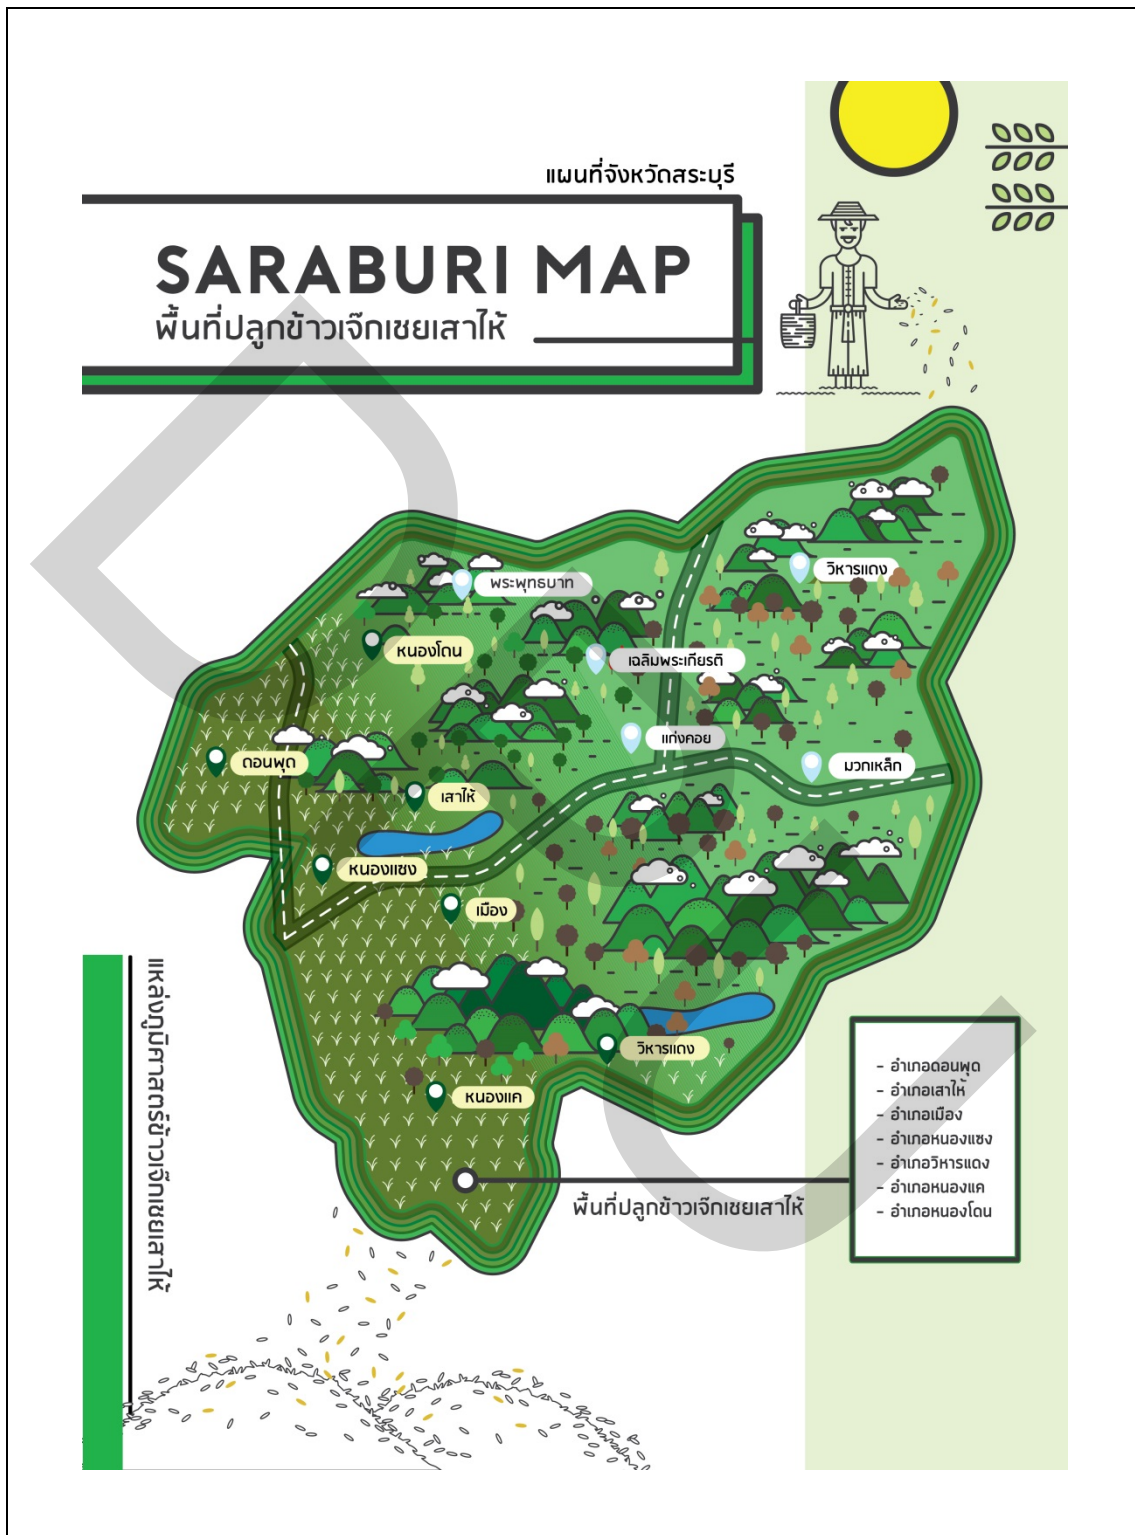 แผนที่จังหวัดสระบุรี
SARABURI MAP
พื้นที่ปลูกข้าวเจ๊กเชยเสาไห้
วิหารแดง
พระพุทธบาท
หนองโดน
เฉลิมพระเกียรติ
แก่งคอย
ดอนพุด
มวกเหล็ก
เสาไห้
หนองแซง
เมือง
วิหารแดง
หนองแค
แหล่งภูมิศาสตร์ข้าวเจ๊กเชยเสาไห้
- อำเภอดอนพุด
- อำเภอเสาไห้
- อำเภอเมือง
- อำเภอหนองแซง
- อำเภอวิหารแดง
- อำเภอหนองแค
- อำเภอหนองโดน
พื้นที่ปลูกข้าวเจ๊กเชยเสาไห้